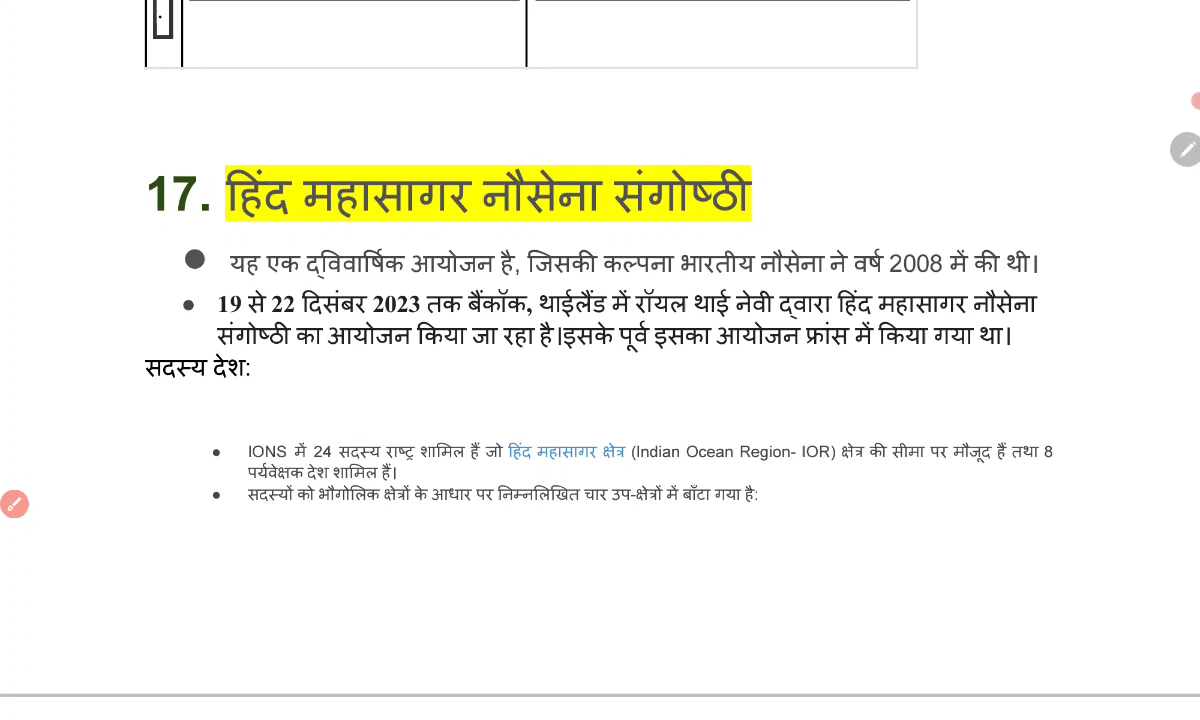 17. हिंद महासागर नौसेना संगोष्ठी
● यह एक द्विवार्षिक आयोजन है, जिसकी कल्पना भारतीय नौसेना ने वर्ष 2008 में की थी।
● 19 से 22 दिसंबर 2023 तक बैंकॉक, थाईलैंड में रॉयल थाई नेवी द्वारा हिंद महासागर नौसेना
संगोष्ठी का आयोजन किया जा रहा है।इसके पूर्व इसका आयोजन फ्रांस में किया गया था।
सदस्य देश:
● IONS में 24 सदस्य राष्ट्र शामिल हैं जो हिंद महासागर क्षेत्र (Indian Ocean Region- IOR) क्षेत्र की सीमा पर मौजूद हैं तथा 8
पर्यवेक्षक देश शामिल हैं।
● सदस्यों को भौगोलिक क्षेत्रों के आधार पर निम्नलिखित चार उप-क्षेत्रों में बाँटा गया है: